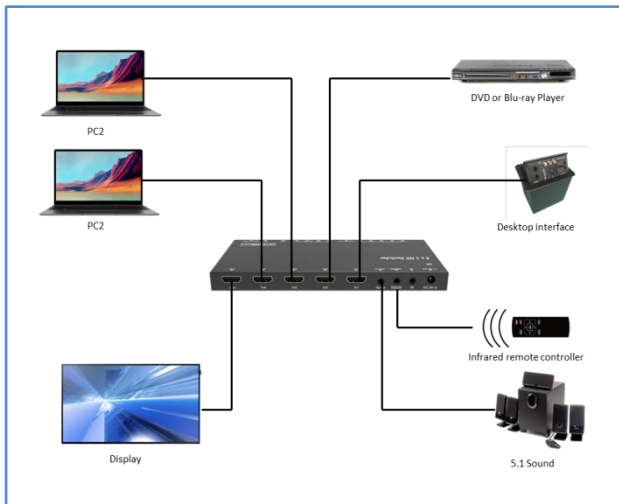 PC2
DVD or Blu-ray Player
PC2
Desktop interface
Infrared remote controller
Display
5.1 Sound